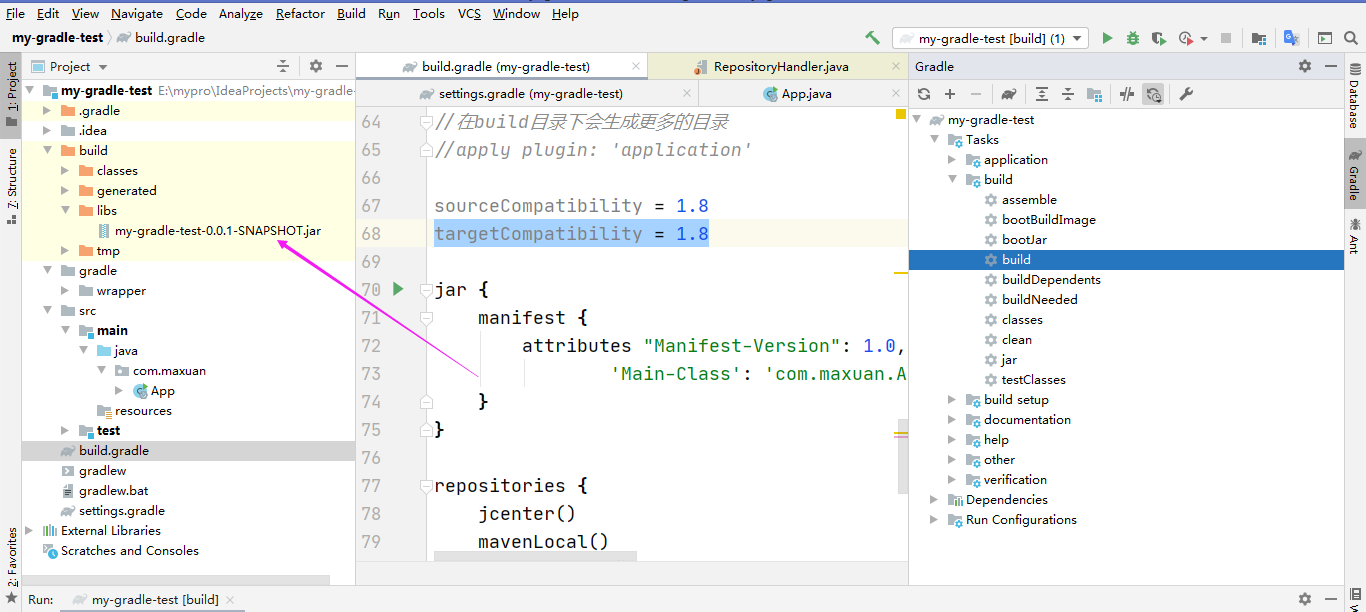 File Edit View Navigate Code Analyze Refactor Build Run Tools VCS Window Help
my-gradle-test build.gradle
my-gradle-test [build] (1)
1: Project
Z: Structure
2: Favorites
Project
my-gradle-test E:\mypro\IdeaProjects\my-gradle-
.gradle
.idea
build
classes
generated
libs
my-gradle-test-0.0.1-SNAPSHOT.jar
tmp
gradle
wrapper
src
main
java
com.maxuan
App
resources
test
build.gradle
gradlew
gradlew.bat
settings.gradle
External Libraries
Scratches and Consoles
build.gradle (my-gradle-test) RepositoryHandler.java
settings.gradle (my-gradle-test) App.java
64 //在build目录下会生成更多的目录
65 //apply plugin: 'application'
66
67 sourceCompatibility = 1.8
68 targetCompatibility = 1.8
69
70 jar {
71 manifest {
72 attributes "Manifest-Version": 1.0,
73 'Main-Class': 'com.maxuan.A
74 }
75 }
76
77 repositories {
78 jcenter()
79 mavenLocal()
Gradle
my-gradle-test
Tasks
application
build
assemble
bootBuildImage
bootJar
build
buildDependents
buildNeeded
classes
clean
jar
testClasses
build setup
documentation
help
other
verification
Dependencies
Run Configurations
Database
Gradle
Ant
Run: my-gradle-test [build]